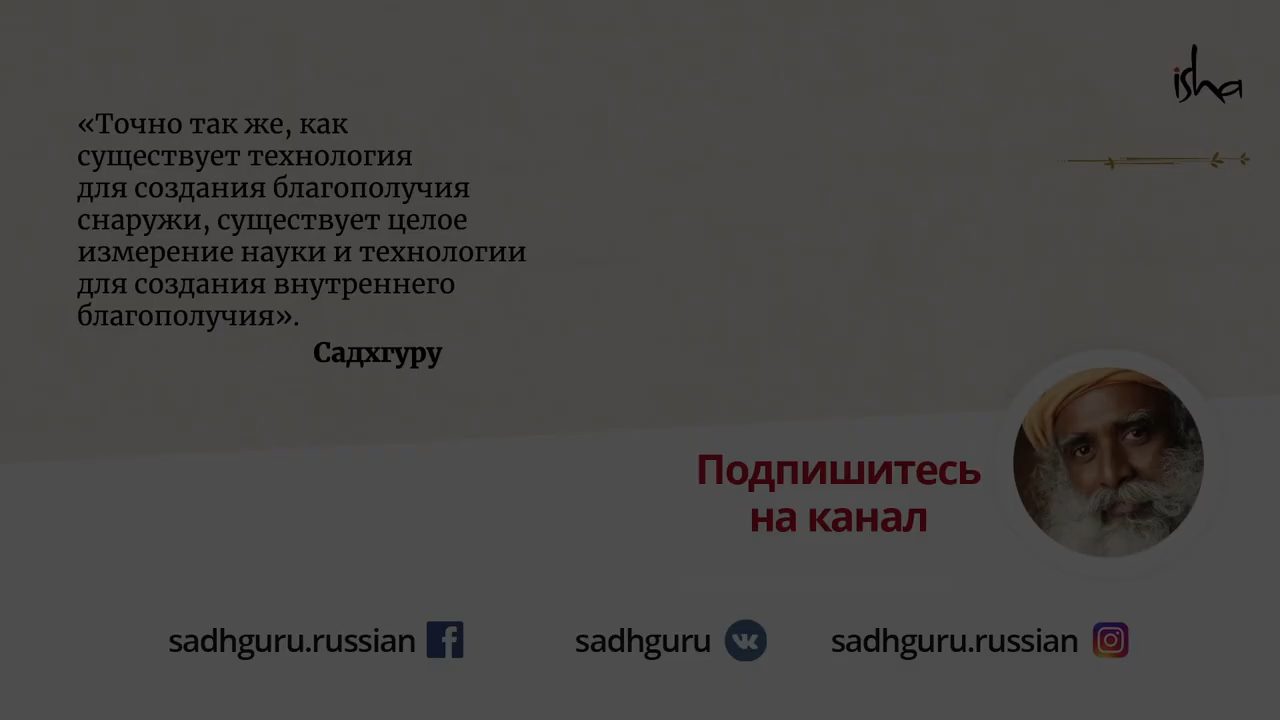 isha
«Точно так же, как
существует технология
для создания благополучия
снаружи, существует целое
измерение науки и технологии
для создания внутреннего
благополучия».
Садхгуру
Подпишитесь
на канал
sadhguru.russian
sadhguru
sadhguru.russian